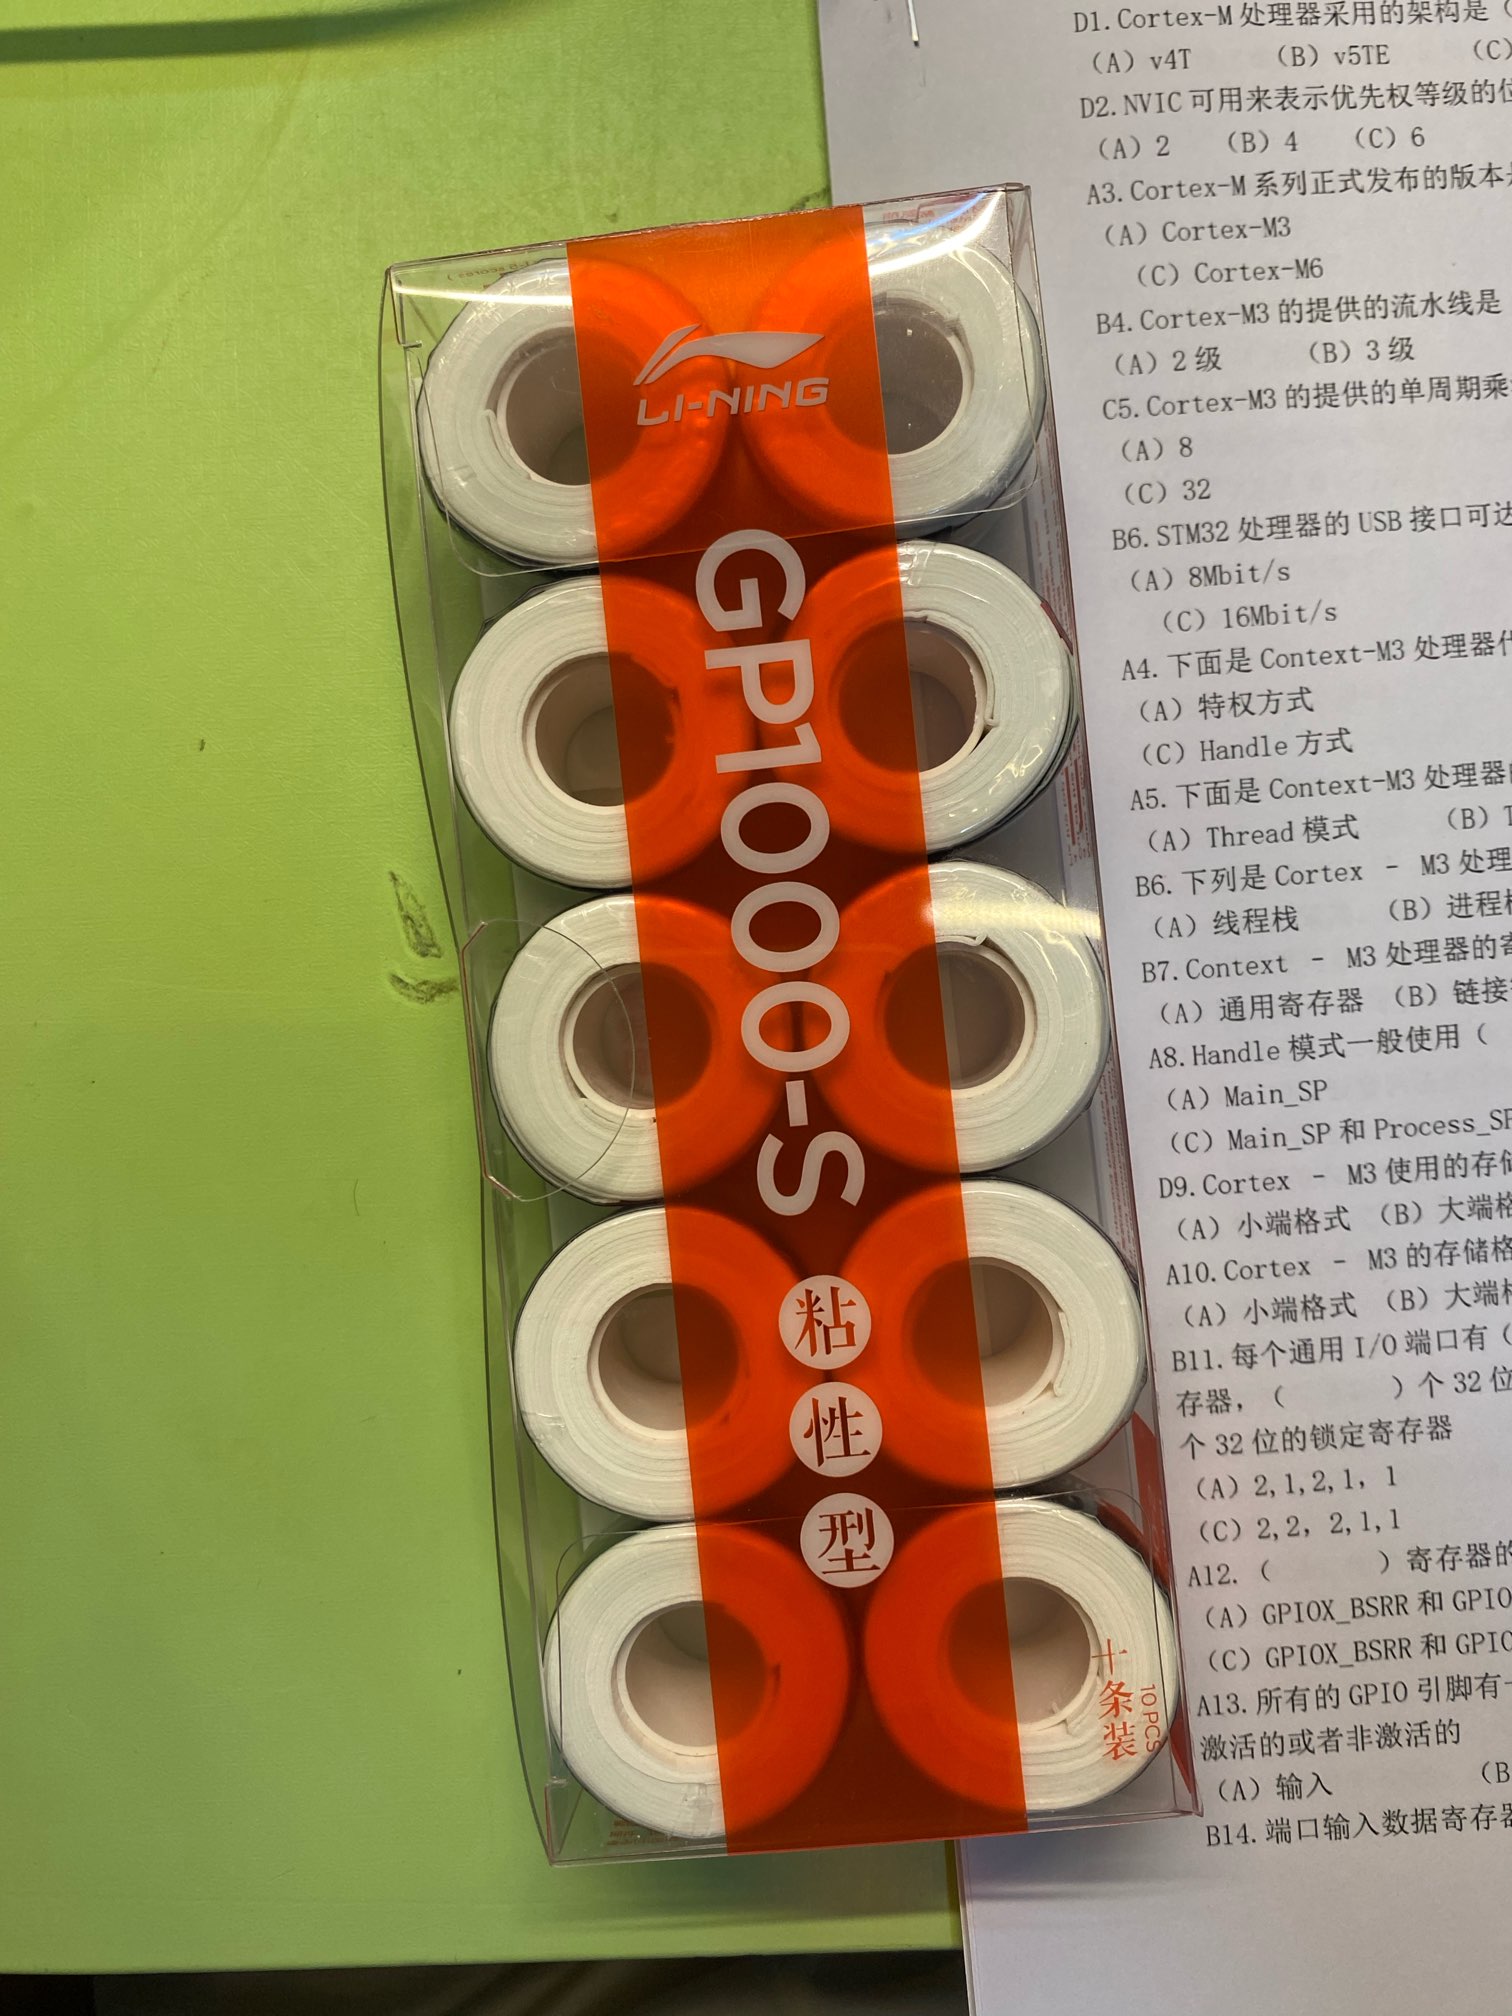 LI-NING
GP1000-S
粘性型
十条装
10 PCS
D1.Cortex-M 处理器采用的架构是（
（A）v4T （B）v5TE （C）
D2.NVIC 可用来表示优先权等级的
（A）2 （B）4 （C）6
A3.Cortex-M 系列正式发布的版本
（A）Cortex-M3
（C）Cortex-M6
B4.Cortex-M3 的提供的流水线是
（A）2 级 （B）3 级
C5.Cortex-M3 的提供的单周期乘
（A）8
（C）32
B6.STM32 处理器的 USB 接口可达
（A）8Mbit/s
（C）16Mbit/s
A4.下面是 Context-M3 处理器
（A）特权方式
（C）Handle 方式
A5.下面是 Context-M3 处理器
（A）Thread 模式 （B）
B6.下列是 Cortex - M3 处理
（A）线程栈 （B）进程
B7.Context - M3 处理器的
（A）通用寄存器 （B）链接
A8.Handle 模式一般使用（
（A）Main_SP
（C）Main_SP 和 Process_SP
D9.Cortex - M3 使用的存储
（A）小端格式 （B）大端格
A10.Cortex - M3 的存储格
（A）小端格式 （B）大端格
B11.每个通用 I/O 端口有（
存器，（ ）个 32 位
个 32 位的锁定寄存器
（A）2,1,2,1, 1
（C）2,2, 2,1,1
A12.（ ）寄存器的
（A）GPIOX_BSRR 和 GPIO
（C）GPIOX_BSRR 和 GPIO
A13.所有的 GPIO 引脚有
激活的或者非激活的
（A）输入 （B
B14.端口输入数据寄存器